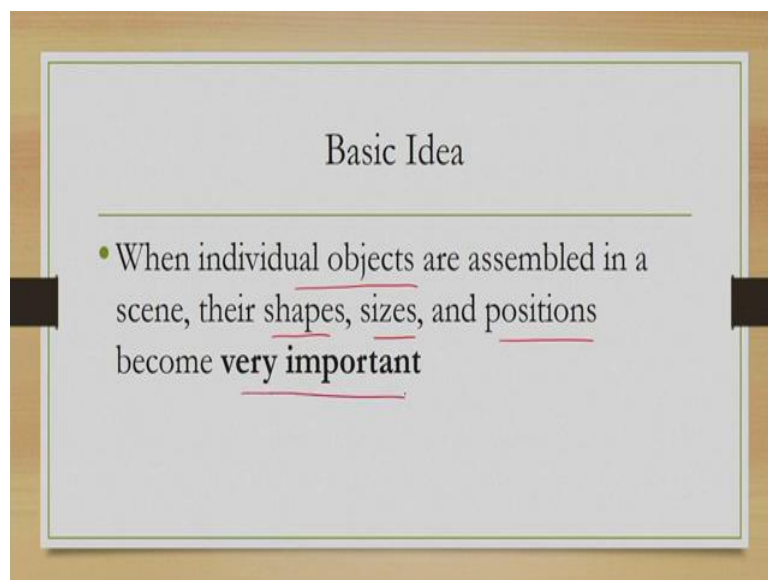 Basic Idea
• When individual objects are assembled in a
scene, their shapes, sizes, and positions
become very important